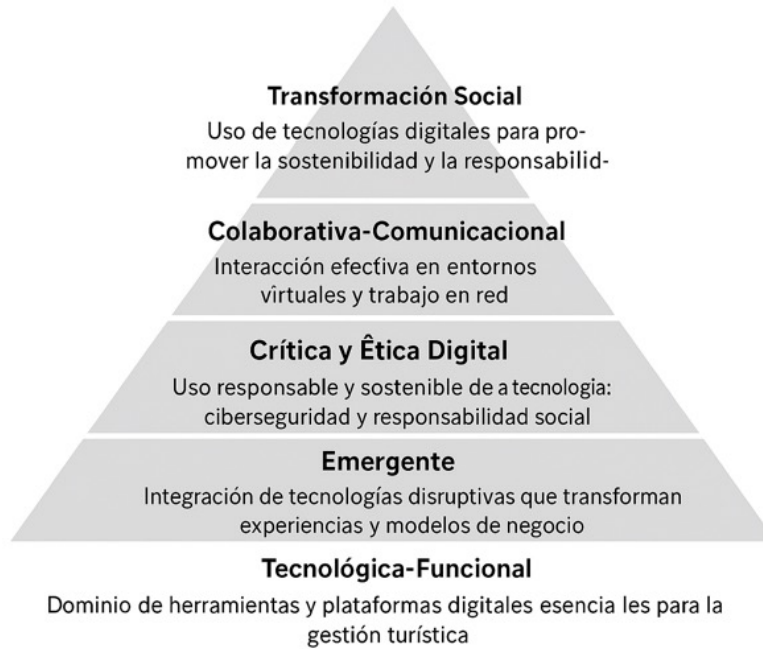 Transformación Social
Uso de tecnologías digitales para pro-
mover la sostenibilidad y la responsabilid-
Colaborativa-Comunicacional
Interacción efectiva en entornos
vîrtuales y trabajo en red
Crítica y Êtica Digital
Uso responsable y sostenible de a tecnologia:
ciberseguridad y responsabilidad social
Emergente
Integración de tecnologías disruptivas que transforman
experiencias y modelos de negocio
Tecnológica-Funcional
Dominio de herramientas y plataformas digitales esencia les para la
gestión turística